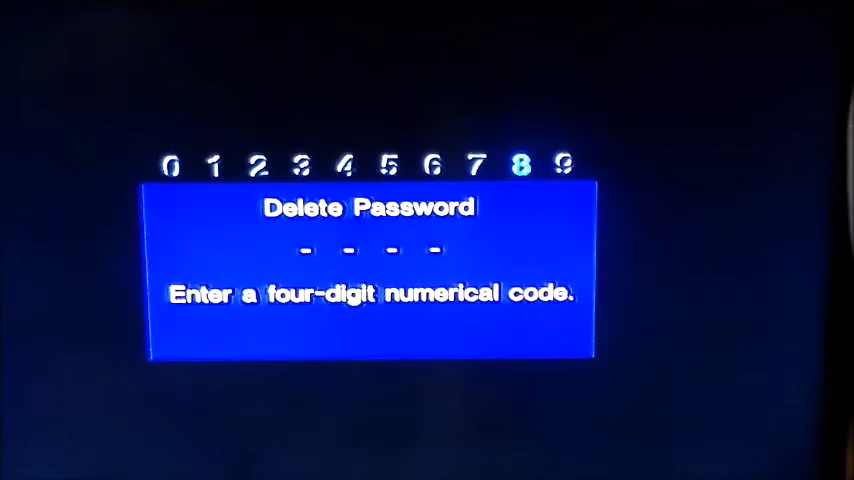 0 1 2 3 4 5 6 7 8 9
Delete Password
- - - -
Enter a four-digit numerical code.